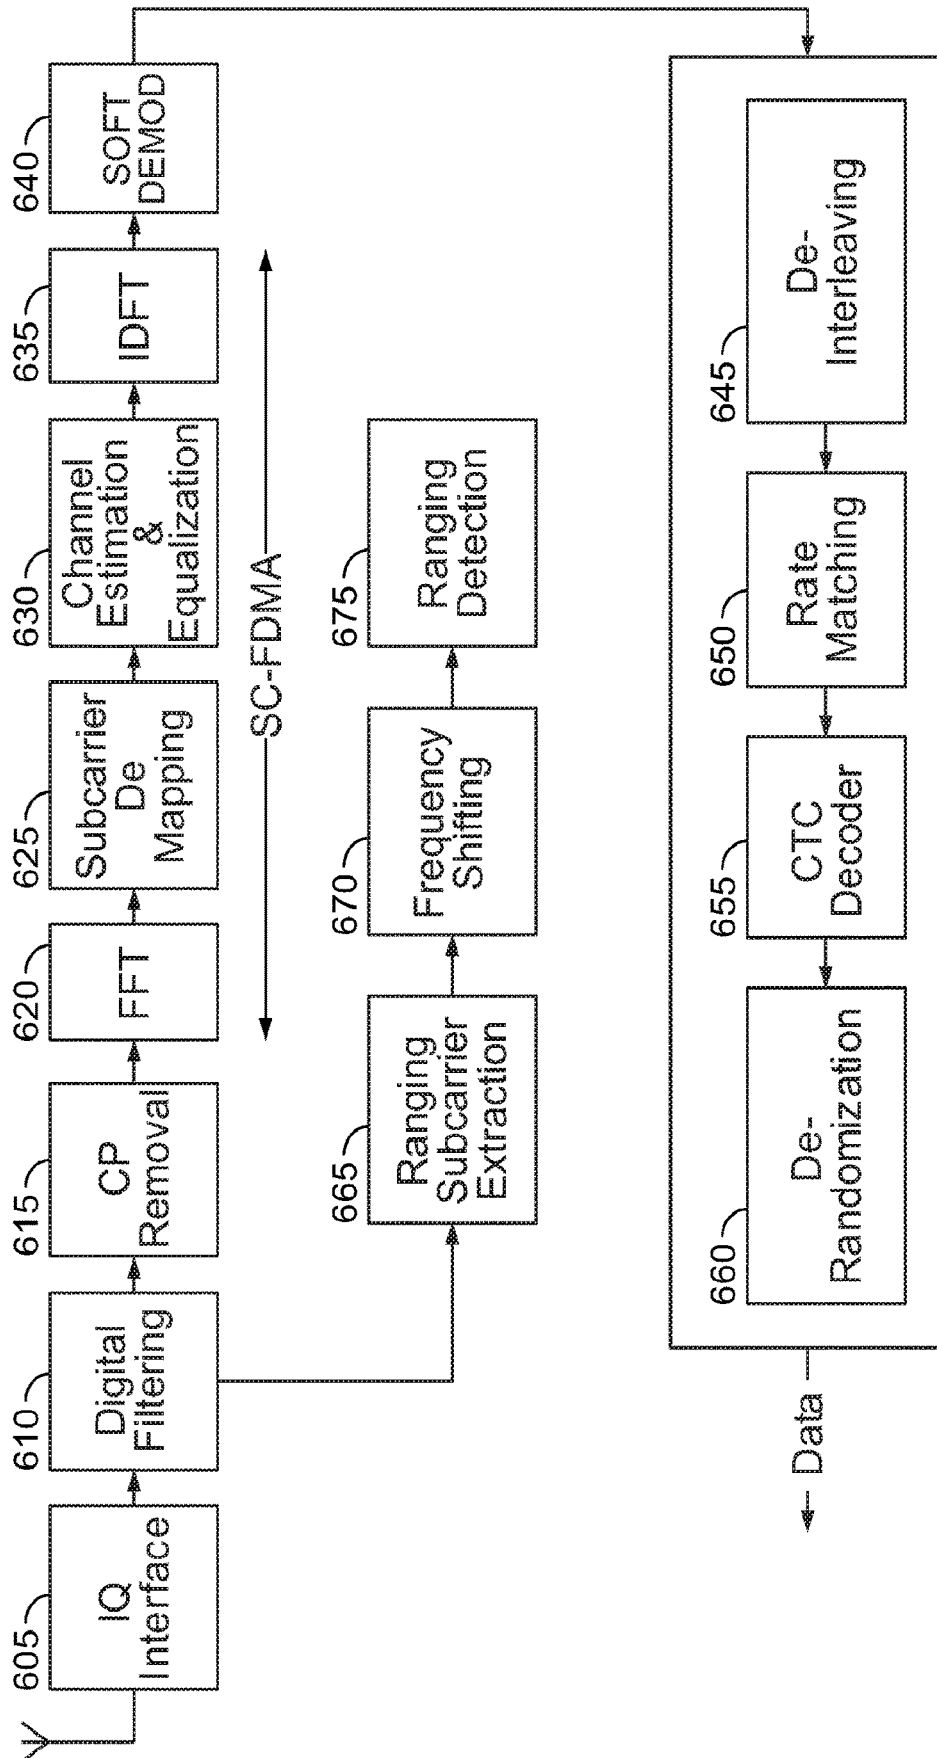 605
IQ
Interface
610
Digital
Filtering
615
CP
Removal
620
FFT
625
Subcarrier
De
Mapping
630
Channel
Estimation
&
Equalization
635
IDFT
640
SOFT
DEMOD
SC-FDMA
665
Ranging
Subcarrier
Extraction
670
Frequency
Shifting
675
Ranging
Detection
645
De-
Interleaving
650
Rate
Matching
655
CTC
Decoder
660
De-
Randomization
Data